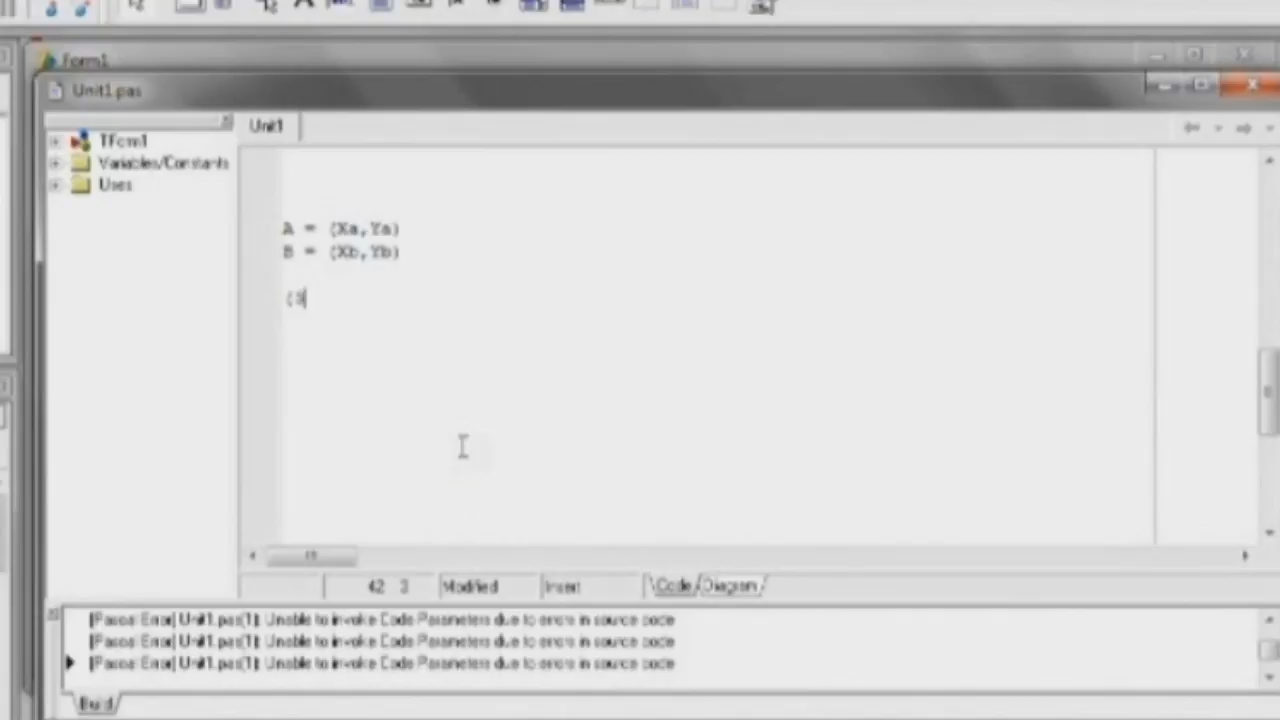 Form1
Unit1.pas
Unit1
TForm1
Variables/Constants
Uses
A = (Xa,Ya)
B = (Xb,Yb)
42 3
Modified
Insert
Code
Diagram
[Pascal Error] Unit1.pas(1): Unable to invoke Code Parameters due to errors in source code
[Pascal Error] Unit1.pas(1): Unable to invoke Code Parameters due to errors in source code
[Pascal Error] Unit1.pas(1): Unable to invoke Code Parameters due to errors in source code
Build